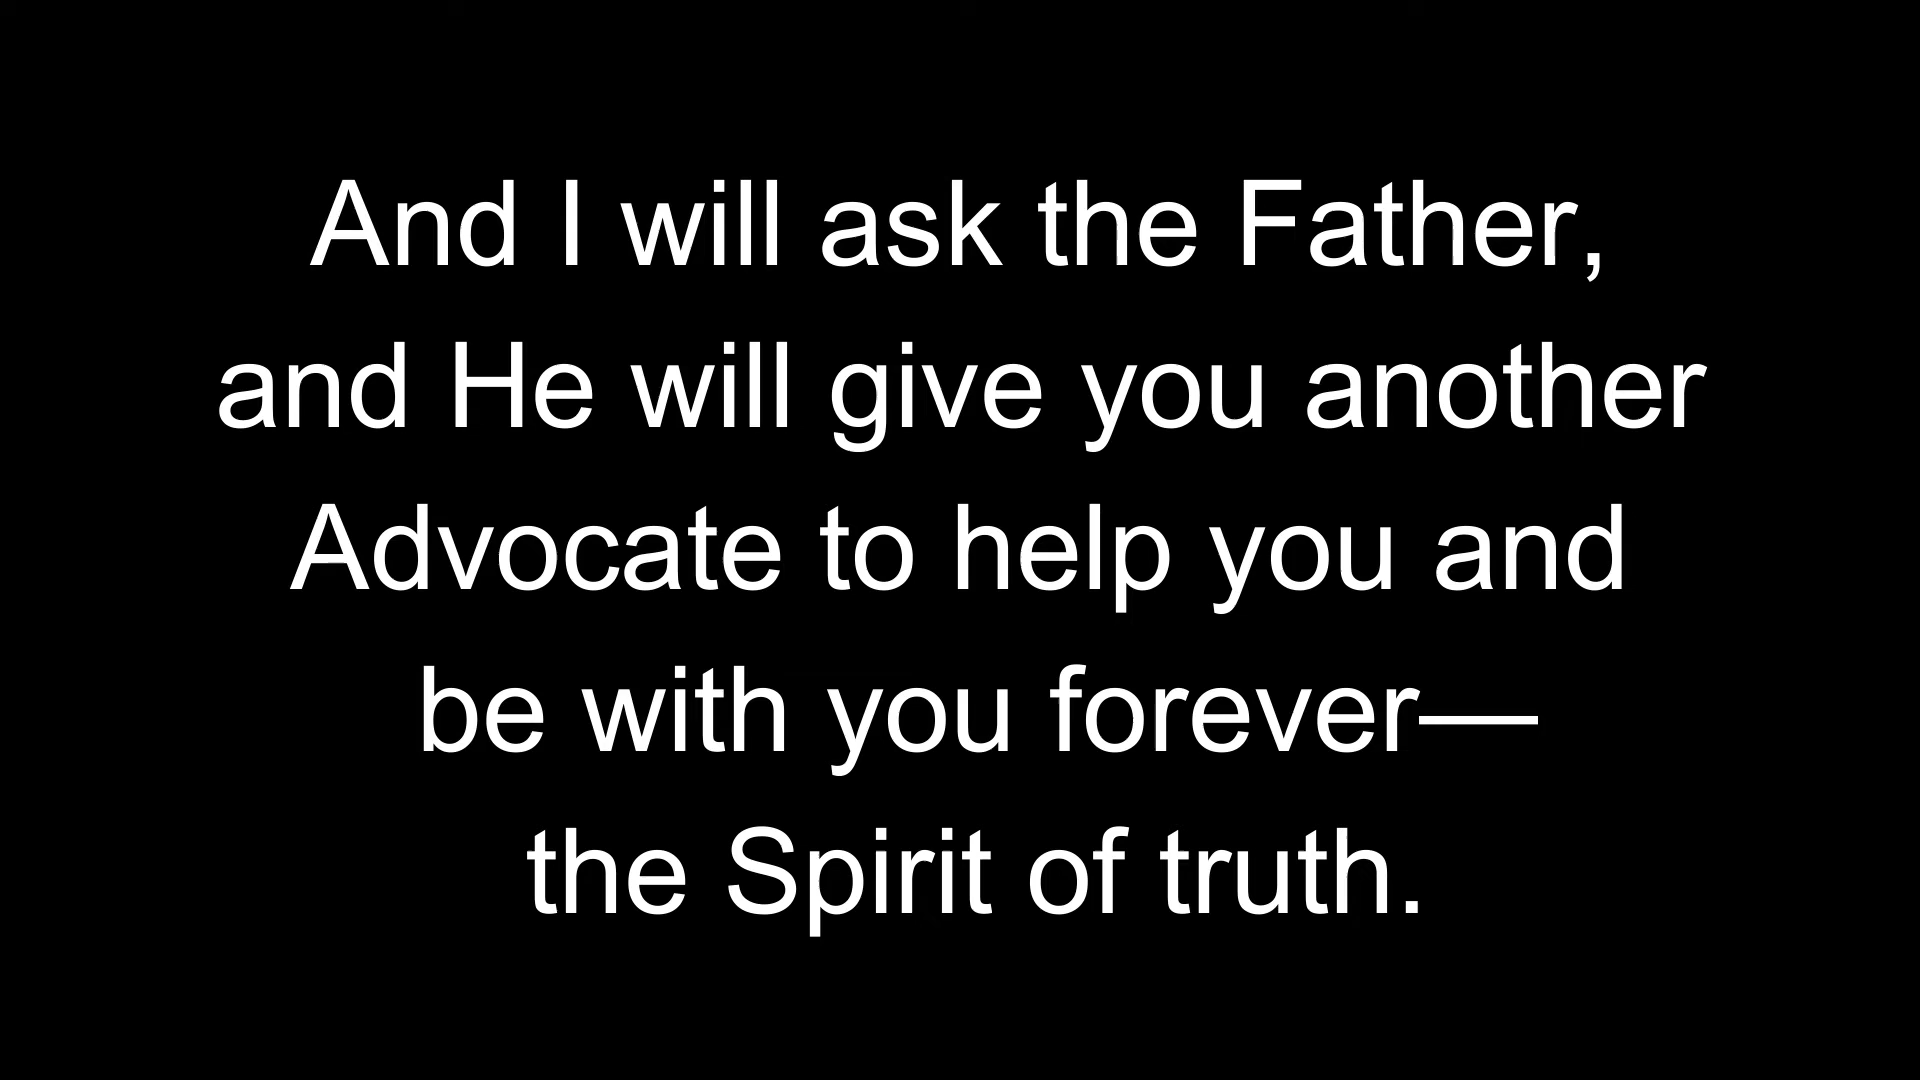 And I will ask the Father,
and He will give you another
Advocate to help you and
be with you forever—
the Spirit of truth.